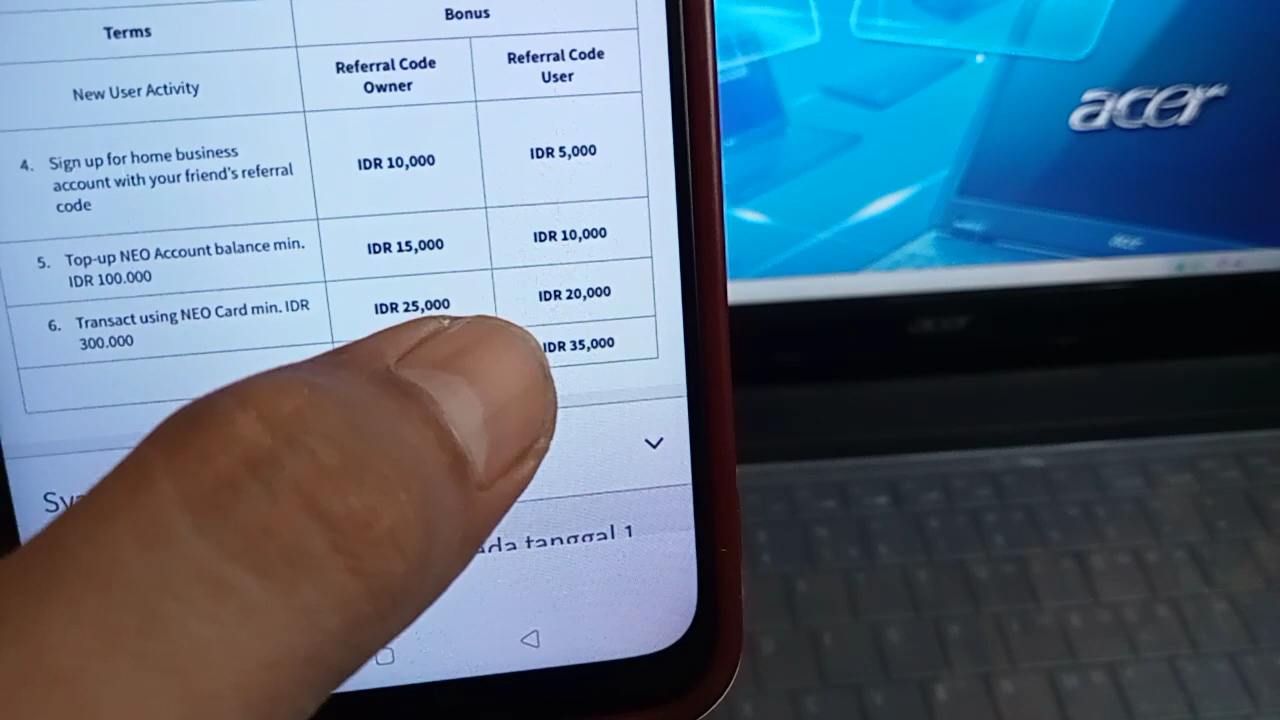 Terms
Bonus
New User Activity
Referral Code
Owner
Referral Code
User
4. Sign up for home business
account with your friend's referral
code
IDR 10,000
IDR 5,000
5. Top-up NEO Account balance min.
IDR 100.000
IDR 15,000
IDR 10,000
6. Transact using NEO Card min. IDR
300.000
IDR 25,000
IDR 20,000
IDR 35,000
tanggal 1
acer
acer